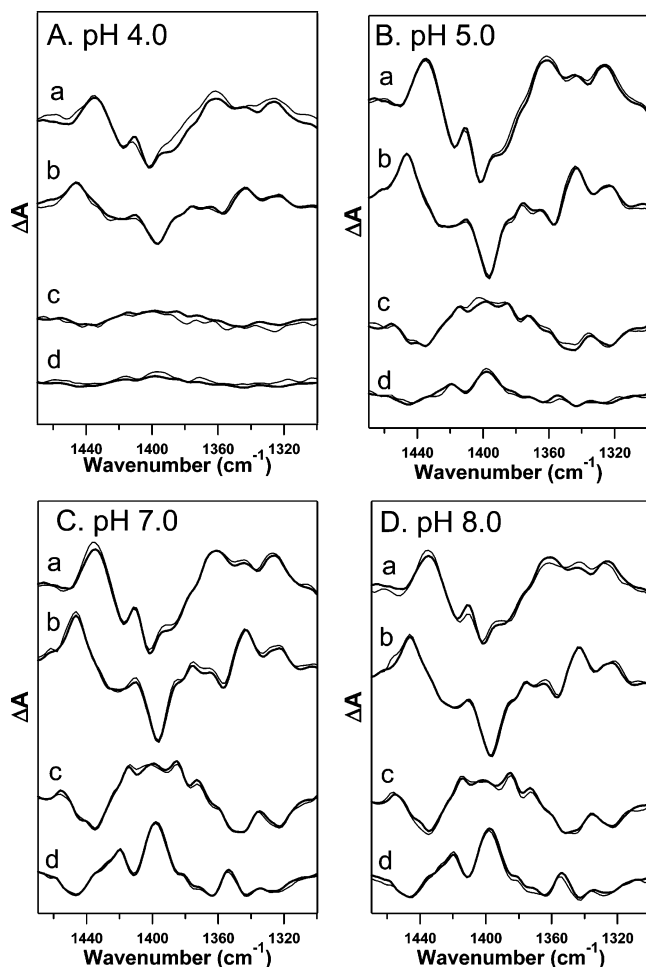 A. pH 4.0
a
b
c
d
ΔA
1440 1400 1360 1320
Wavenumber (cm⁻¹)
B. pH 5.0
a
b
c
d
ΔA
1440 1400 1360 1320
Wavenumber (cm⁻¹)
C. pH 7.0
a
b
c
d
ΔA
1440 1400 1360 1320
Wavenumber (cm⁻¹)
D. pH 8.0
a
b
c
d
ΔA
1440 1400 1360 1320
Wavenumber (cm⁻¹)